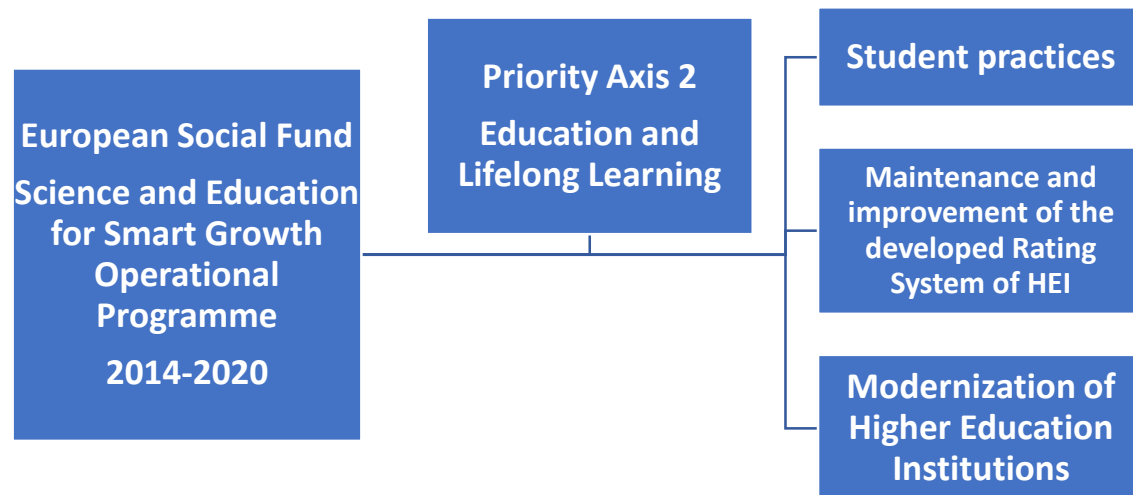 European Social Fund
Science and Education
for Smart Growth
Operational
Programme
2014-2020
Priority Axis 2
Education and
Lifelong Learning
Student practices
Maintenance and
improvement of the
developed Rating
System of HEI
Modernization of
Higher Education
Institutions